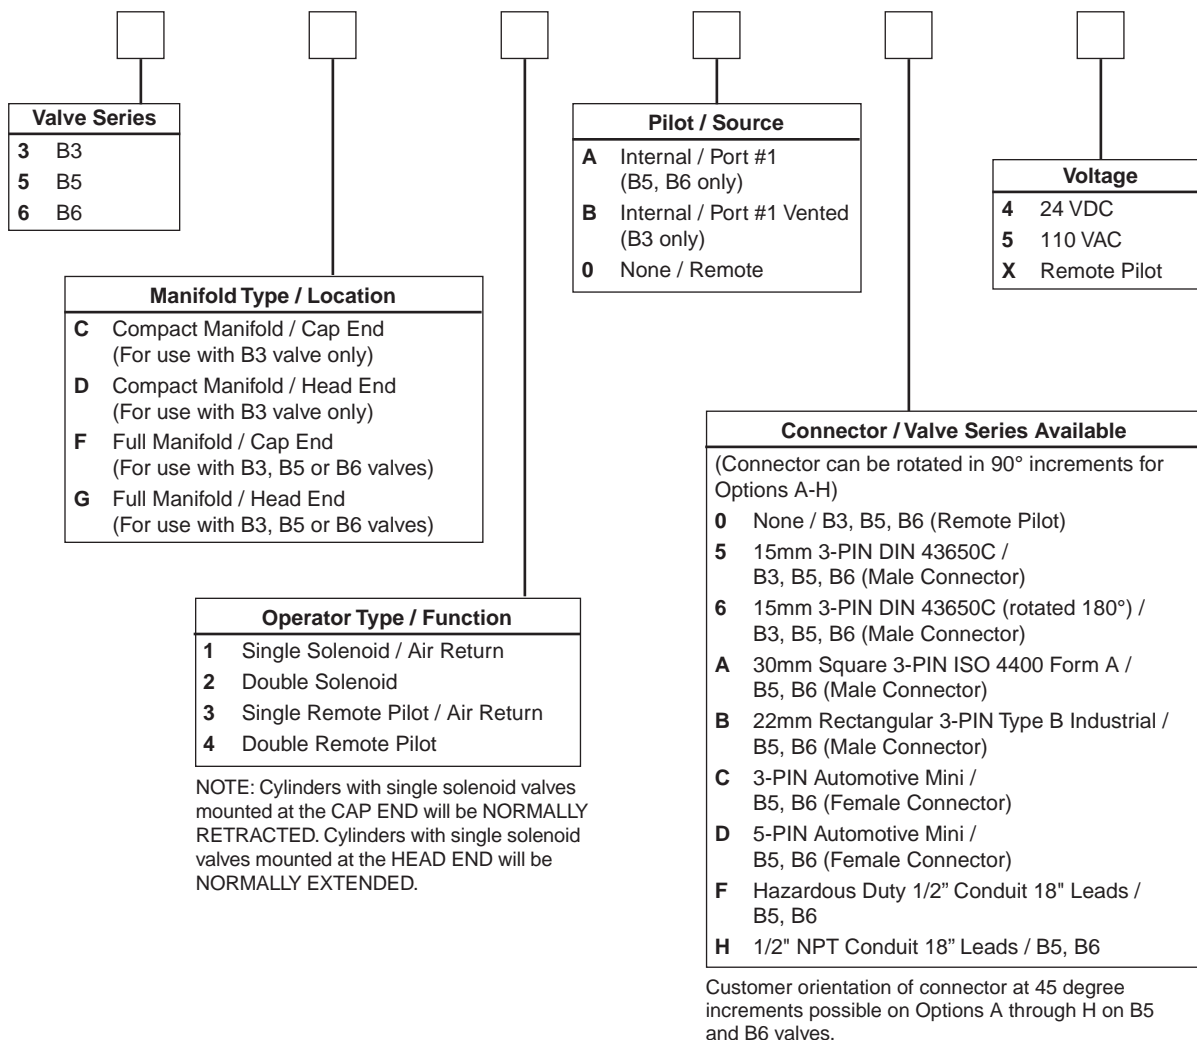 Valve Series
3 B3
5 B5
6 B6
Manifold Type / Location
C Compact Manifold / Cap End
(For use with B3 valve only)
D Compact Manifold / Head End
(For use with B3 valve only)
F Full Manifold / Cap End
(For use with B3, B5 or B6 valves)
G Full Manifold / Head End
(For use with B3, B5 or B6 valves)
Operator Type / Function
1 Single Solenoid / Air Return
2 Double Solenoid
3 Single Remote Pilot / Air Return
4 Double Remote Pilot
NOTE: Cylinders with single solenoid valves
mounted at the CAP END will be NORMALLY
RETRACTED. Cylinders with single solenoid
valves mounted at the HEAD END will be
NORMALLY EXTENDED.
Pilot / Source
A Internal / Port #1
(B5, B6 only)
B Internal / Port #1 Vented
(B3 only)
0 None / Remote
Connector / Valve Series Available
(Connector can be rotated in 90° increments for
Options A-H)
0 None / B3, B5, B6 (Remote Pilot)
5 15mm 3-PIN DIN 43650C /
B3, B5, B6 (Male Connector)
6 15mm 3-PIN DIN 43650C (rotated 180°) /
B3, B5, B6 (Male Connector)
A 30mm Square 3-PIN ISO 4400 Form A /
B5, B6 (Male Connector)
B 22mm Rectangular 3-PIN Type B Industrial /
B5, B6 (Male Connector)
C 3-PIN Automotive Mini /
B5, B6 (Female Connector)
D 5-PIN Automotive Mini /
B5, B6 (Female Connector)
F Hazardous Duty 1/2” Conduit 18" Leads /
B5, B6
H 1/2" NPT Conduit 18” Leads / B5, B6
Customer orientation of connector at 45 degree
increments possible on Options A through H on B5
and B6 valves.
Voltage
4 24 VDC
5 110 VAC
X Remote Pilot